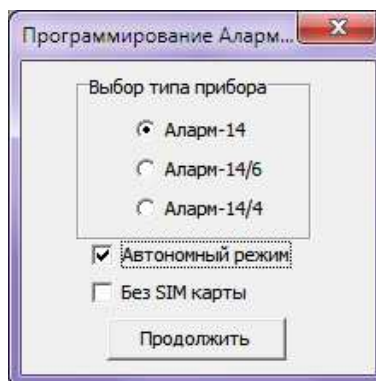 Программирование Аларм...
Выбор типа прибора
Аларм-14
Аларм-14/6
Аларм-14/4
Автономный режим
Без SIM карты
Продолжить